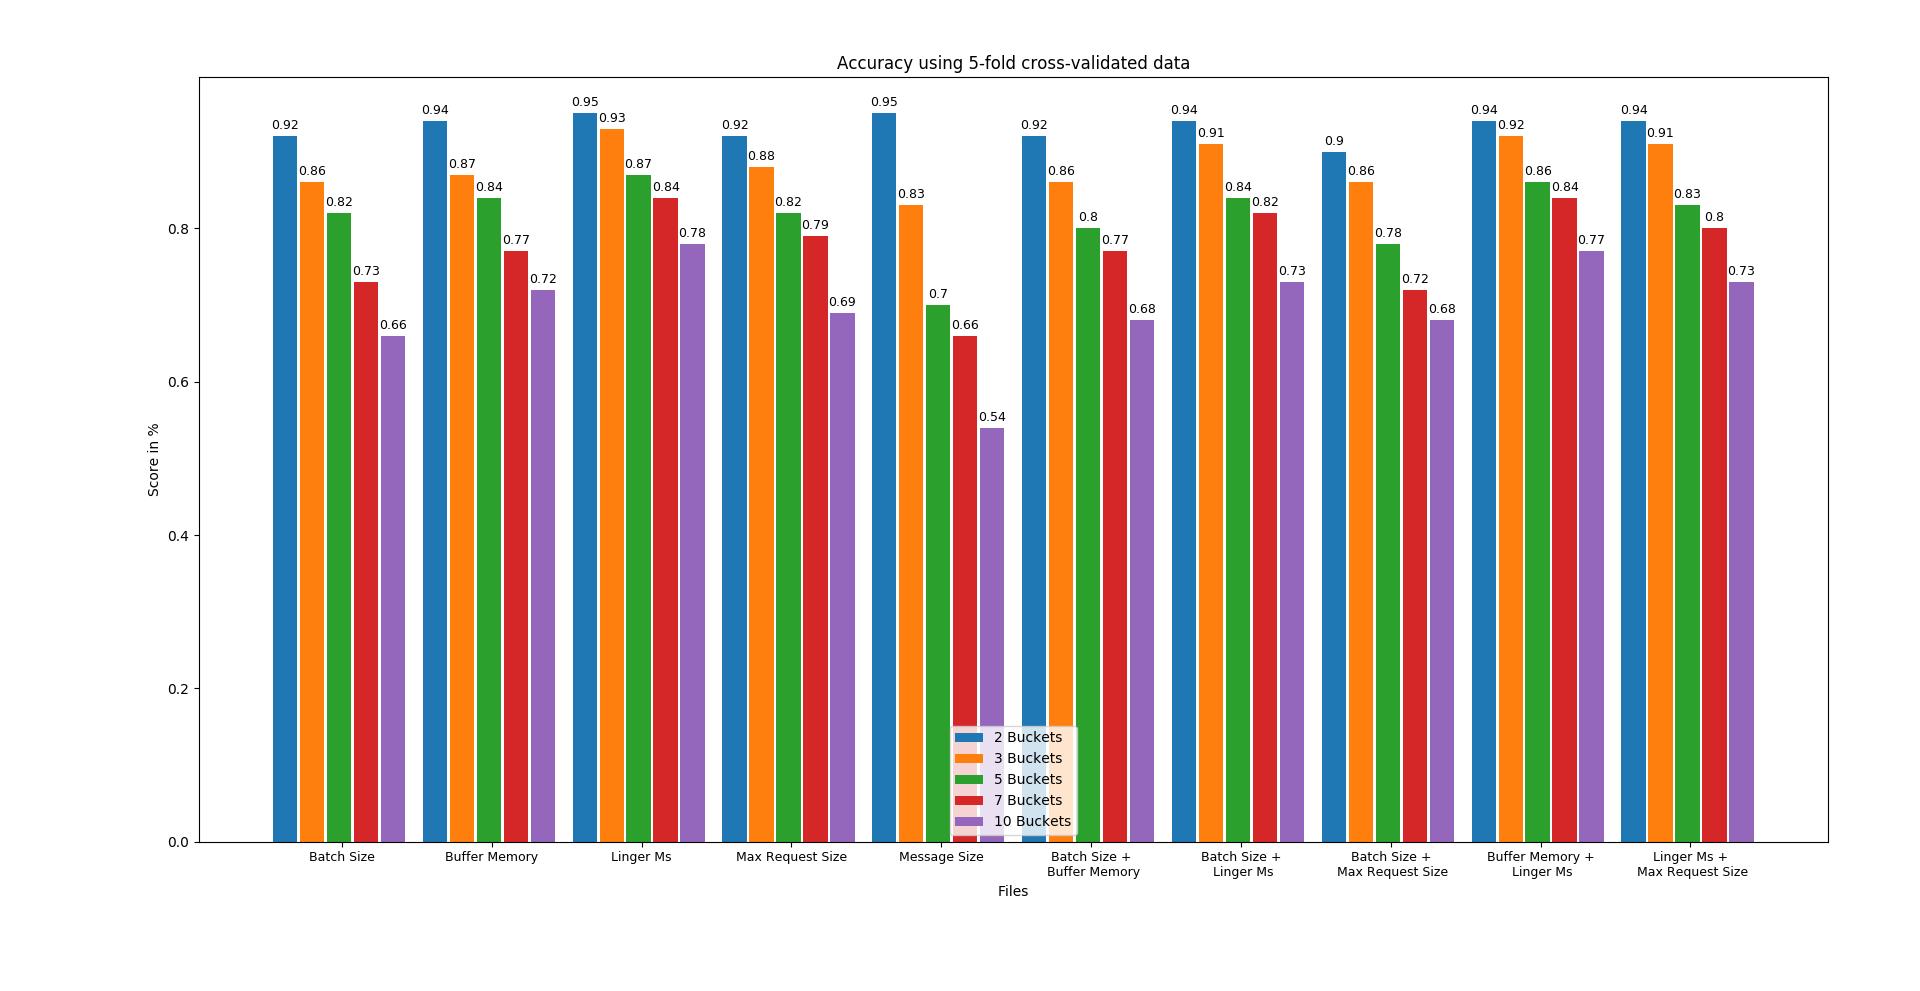 Accuracy using 5-fold cross-validated data
0.92 0.86 0.82 0.73 0.66
0.94 0.87 0.84 0.77 0.72
0.95 0.93 0.87 0.84 0.78
0.92 0.88 0.82 0.79 0.69
0.95 0.83 0.7 0.66 0.54
0.92 0.86 0.8 0.77 0.68
0.94 0.91 0.84 0.82 0.73
0.9 0.86 0.78 0.72 0.68
0.94 0.92 0.86 0.84 0.77
0.94 0.91 0.83 0.8 0.73
0.8
0.6
0.4
0.2
0.0
Score in %
2 Buckets
3 Buckets
5 Buckets
7 Buckets
10 Buckets
Batch Size
Buffer Memory
Linger Ms
Max Request Size
Message Size
Batch Size +
Buffer Memory
Batch Size +
Linger Ms
Batch Size +
Max Request Size
Buffer Memory +
Linger Ms
Linger Ms +
Max Request Size
Files